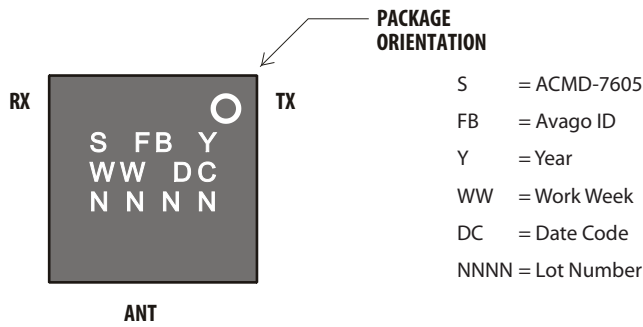 PACKAGE
ORIENTATION
RX
TX
S FB Y
WW DC
N N N N
ANT
S = ACMD-7605
FB = Avago ID
Y = Year
WW = Work Week
DC = Date Code
NNNN = Lot Number